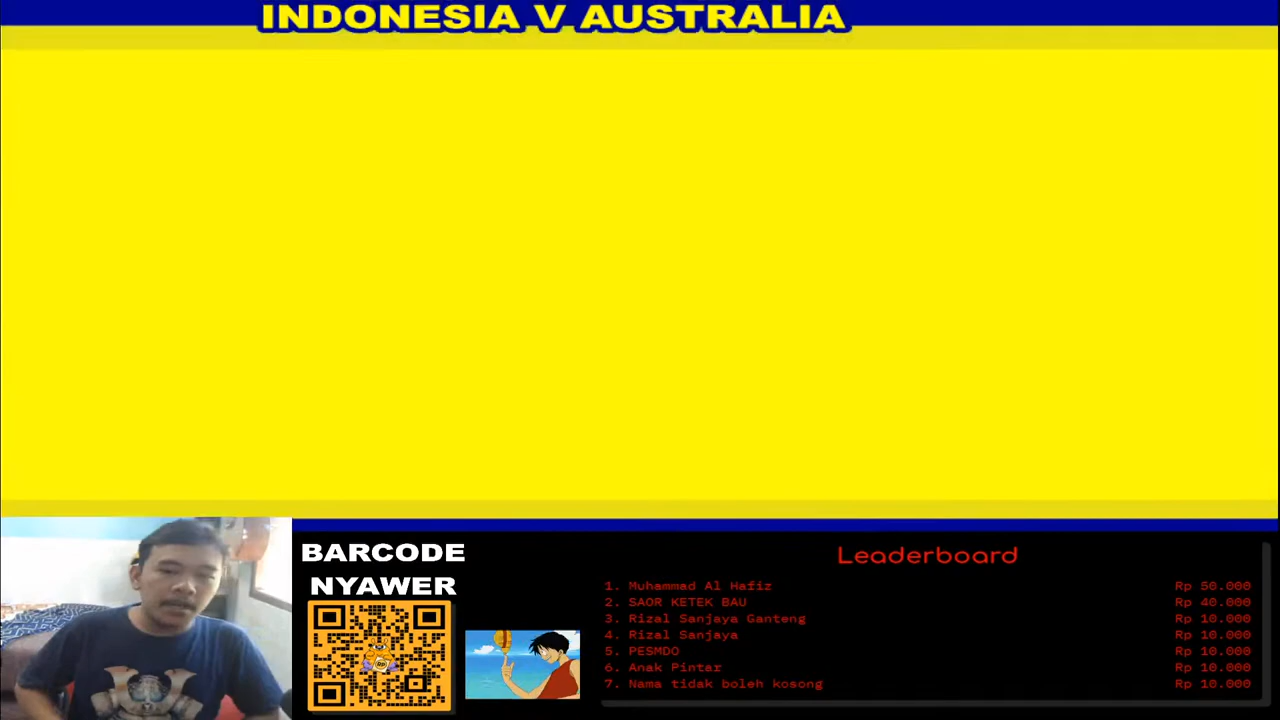 INDONESIA V AUSTRALIA
BARCODE
NYAWER
RP
Leaderboard
1. Muhammad Al Hafiz Rp 50.000
2. SAOR KETEK BAU Rp 40.000
3. Rizal Sanjaya Ganteng Rp 10.000
4. Rizal Sanjaya Rp 10.000
5. PESMDO Rp 10.000
6. Anak Pintar Rp 10.000
7. Nama tidak boleh kosong Rp 10.000